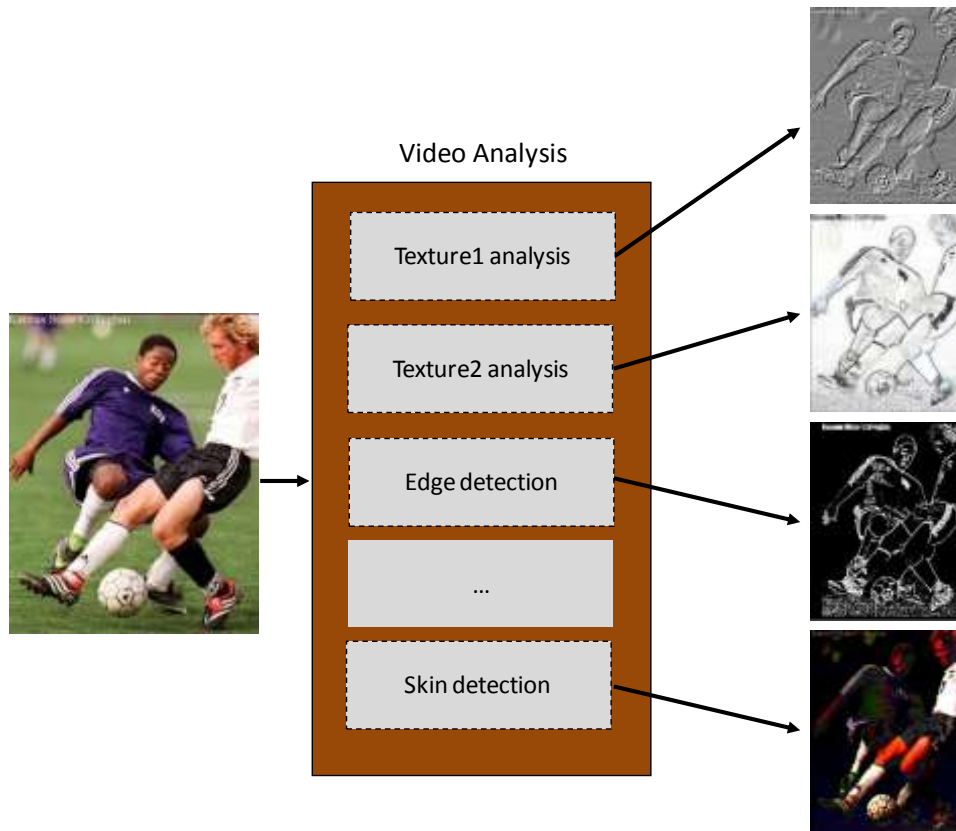 Video Analysis
Texture1 analysis
Texture2 analysis
Edge detection
...
Skin detection